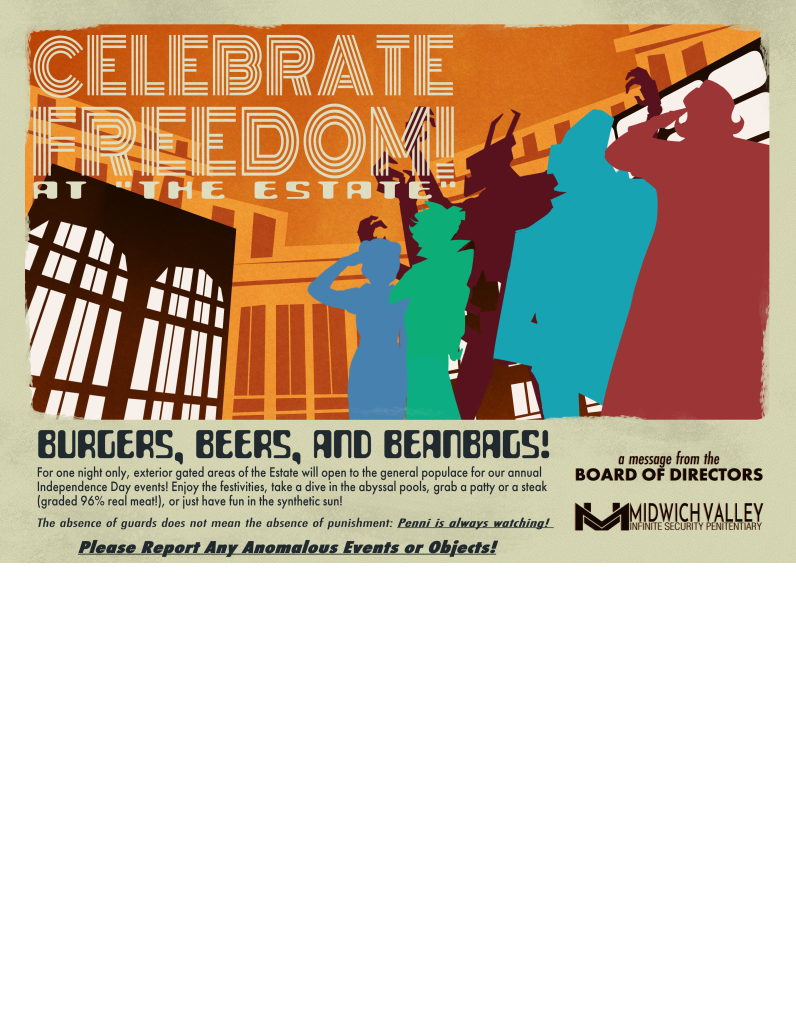 CELEBRATE
FREEDOM!
AT "THE ESTATE"
BURGERS, BEERS, AND BEANBAGS!
For one night only, exterior gated areas of the Estate will open to the general populace for our annual
Independence Day events! Enjoy the festivities, take a dive in the abyssal pools, grab a patty or a steak
(graded 96% real meat!), or just have fun in the synthetic sun!
The absence of guards does not mean the absence of punishment: Penni is always watching!
Please Report Any Anomalous Events or Objects!
a message from the
BOARD OF DIRECTORS
MIDWICH VALLEY
INFINITE SECURITY PENITENTIARY